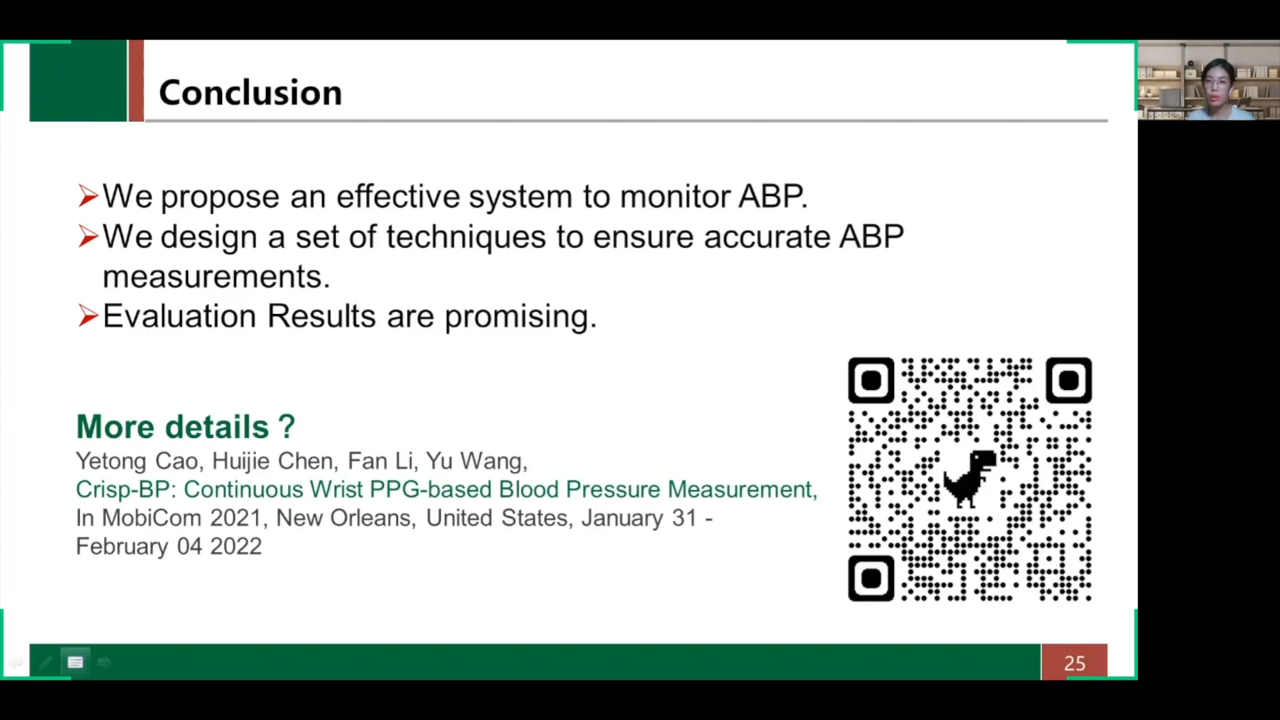 Conclusion
We propose an effective system to monitor ABP.
We design a set of techniques to ensure accurate ABP
measurements.
Evaluation Results are promising.
More details？
Yetong Cao, Huijie Chen, Fan Li, Yu Wang,
Crisp-BP: Continuous Wrist PPG-based Blood Pressure Measurement,
In MobiCom 2021, New Orleans, United States, January 31 -
February 04 2022
25